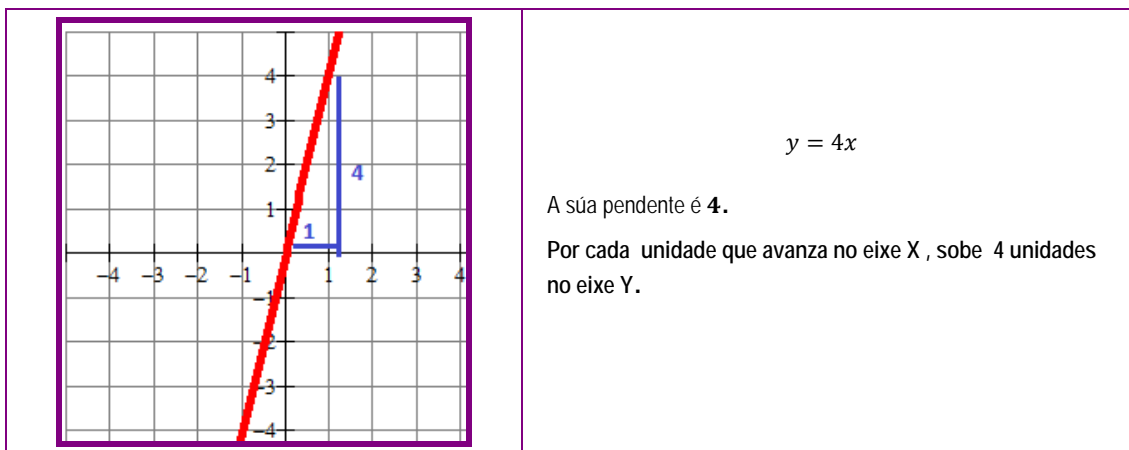 4
3
2
4
1
1
–4 –3 –2 –1 1 2 3 4
–1
–2
–3
–4
y = 4x
A súa pendente é 4.
Por cada unidade que avanza no eixe X , sobe 4 unidades
no eixe Y.